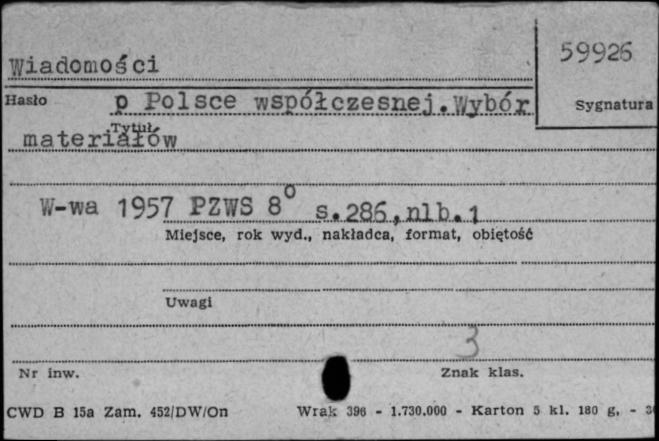 59926
Wiadomości
Hasło
p Polsce współczesnej.Wybór
Sygnatura
Tytuł
materiałów
W-wa 1957 PZWS 8° s.286,nlb.1
Miejsce, rok wyd., nakładca, format, objętość
Uwagi
3
Nr inw.
Znak klas.
CWD B 15a Zam. 452/DW/On Wrak 396 - 1.730.000 - Karton 5 kl. 180 g, -